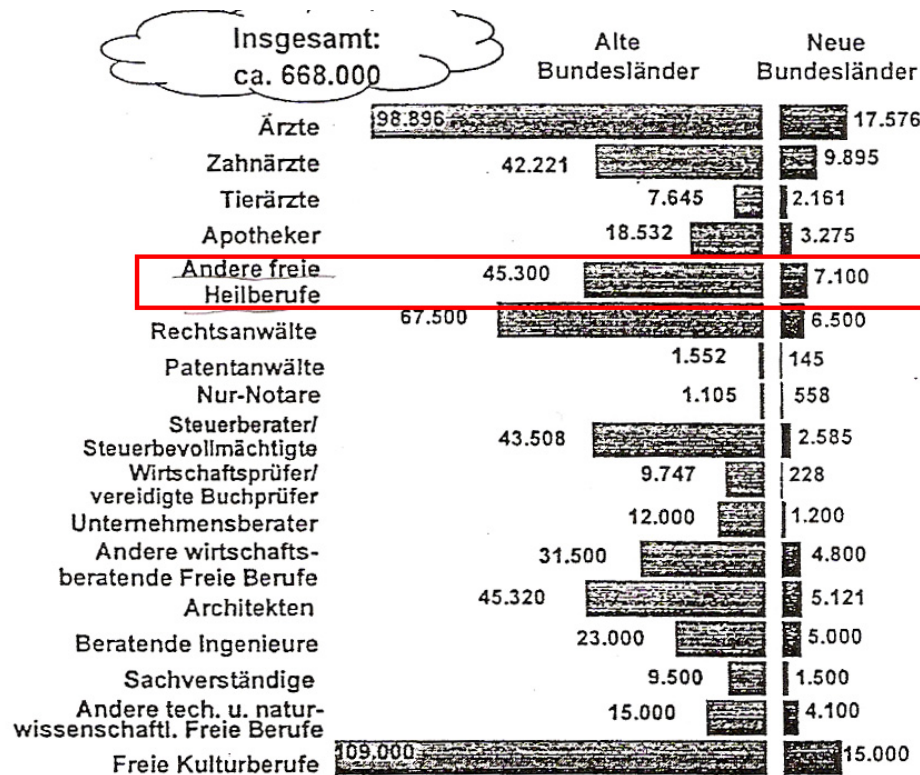 Insgesamt:
ca. 668.000
Alte
Bundesländer
Neue
Bundesländer
Ärzte 98.896 17.576
Zahnärzte 42.221 9.895
Tierärzte 7.645 2.161
Apotheker 18.532 3.275
Andere freie
Heilberufe 45.300 7.100
Rechtsanwälte 67.500 6.500
Patentanwälte 1.552 145
Nur-Notare 1.105 558
Steuerberater/
Steuerbevollmächtigte 43.508 2.585
Wirtschaftsprüfer/
vereidigte Buchprüfer 9.747 228
Unternehmensberater 12.000 1.200
Andere wirtschafts-
beratende Freie Berufe 31.500 4.800
Architekten 45.320 5.121
Beratende Ingenieure 23.000 5.000
Sachverständige 9.500 1.500
Andere tech. u. natur-
wissenschaftl. Freie Berufe 15.000 4.100
Freie Kulturberufe 109.000 15.000